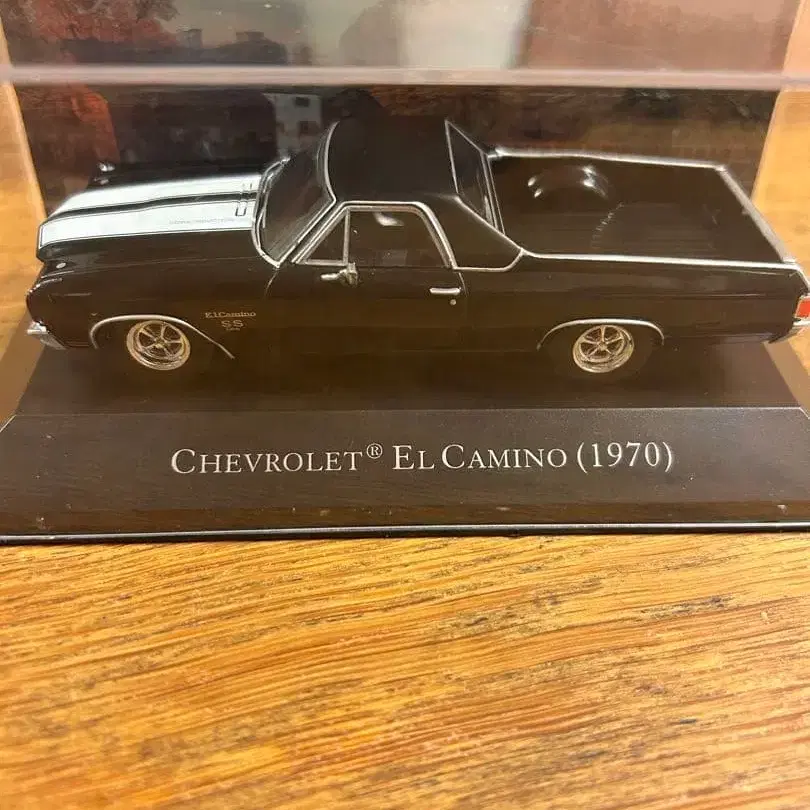 El Camino
SS
CHEVROLET® EL CAMINO (1970)